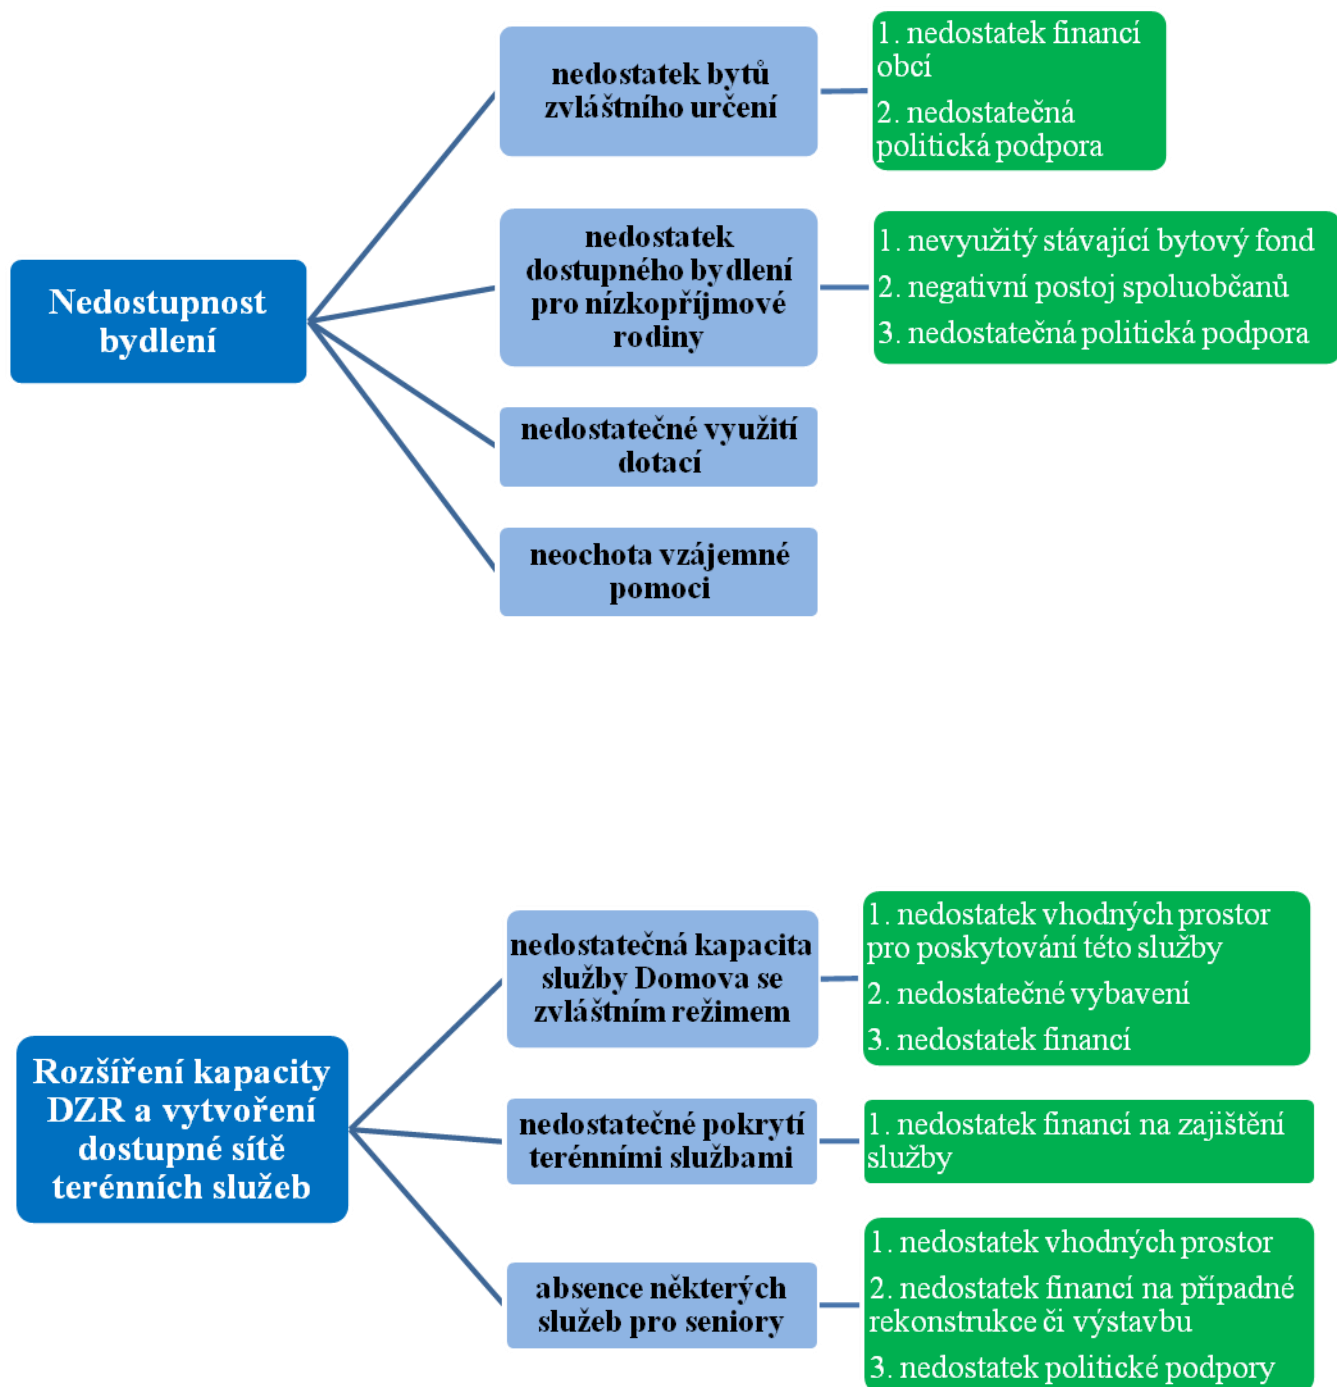 Nedostupnost
bydlení
nedostatek bytů
zvláštního určení
1. nedostatek financí
obcí
2. nedostatečná
politická podpora
nedostatek
dostupného bydlení
pro nízkopříjmové
rodiny
1. nevyužitý stávající bytový fond
2. negativní postoj spoluobčanů
3. nedostatečná politická podpora
nedostatečné využití
dotací
neochota vzájemné
pomoci
Rozšíření kapacity
DZR a vytvoření
dostupné sítě
terénních služeb
nedostatečná kapacita
služby Domova se
zvláštním režimem
1. nedostatek vhodných prostor
pro poskytování této služby
2. nedostatečné vybavení
3. nedostatek financí
nedostatečné pokrytí
terénními službami
1. nedostatek financí na zajištění
služby
absence některých
služeb pro seniory
1. nedostatek vhodných prostor
2. nedostatek financí na případné
rekonstrukce či výstavbu
3. nedostatek politické podpory